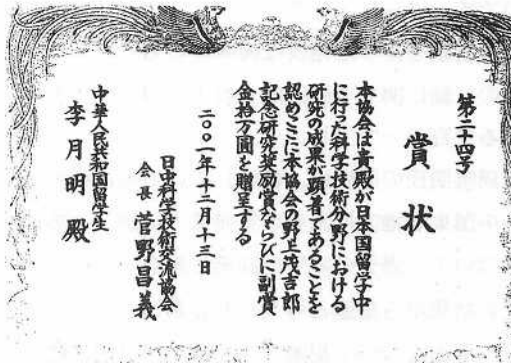 第二十四号
賞状
本協会は貴殿が日本国留学中
に行った科学技術分野における
研究の成果が顕著であることを
認めここに本協会の野上茂吉郎
記念研究奨励賞ならびに副賞
金拾万圓を贈呈する
二〇〇一年十二月十三日
日中科学技術交流協会
会長 菅野昌義
中華人民共和国留学生
李月明殿